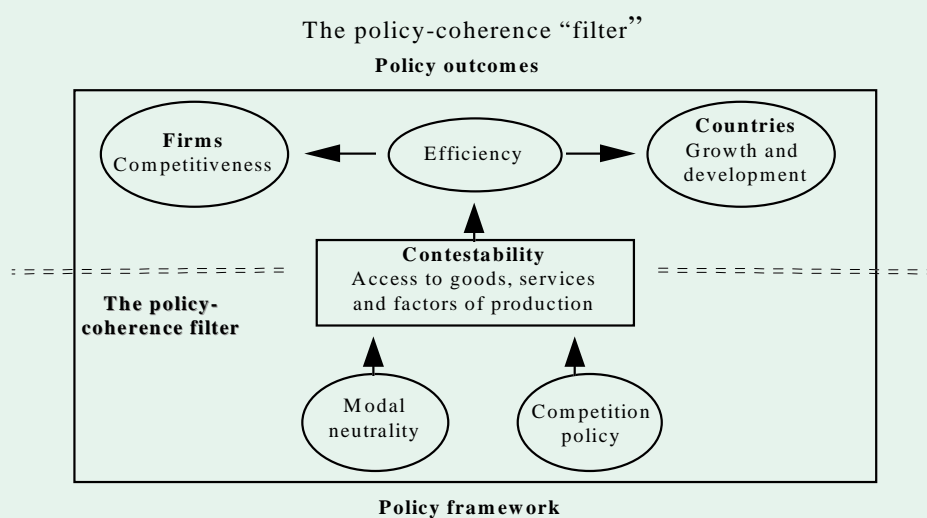 The policy-coherence “filter”
Policy outcomes
Firms
Competitiveness
Efficiency
Countries
Growth and
development
Contestability
Access to goods, services
and factors of production
The policy-
coherence filter
Modal
neutrality
Competition
policy
Policy framework